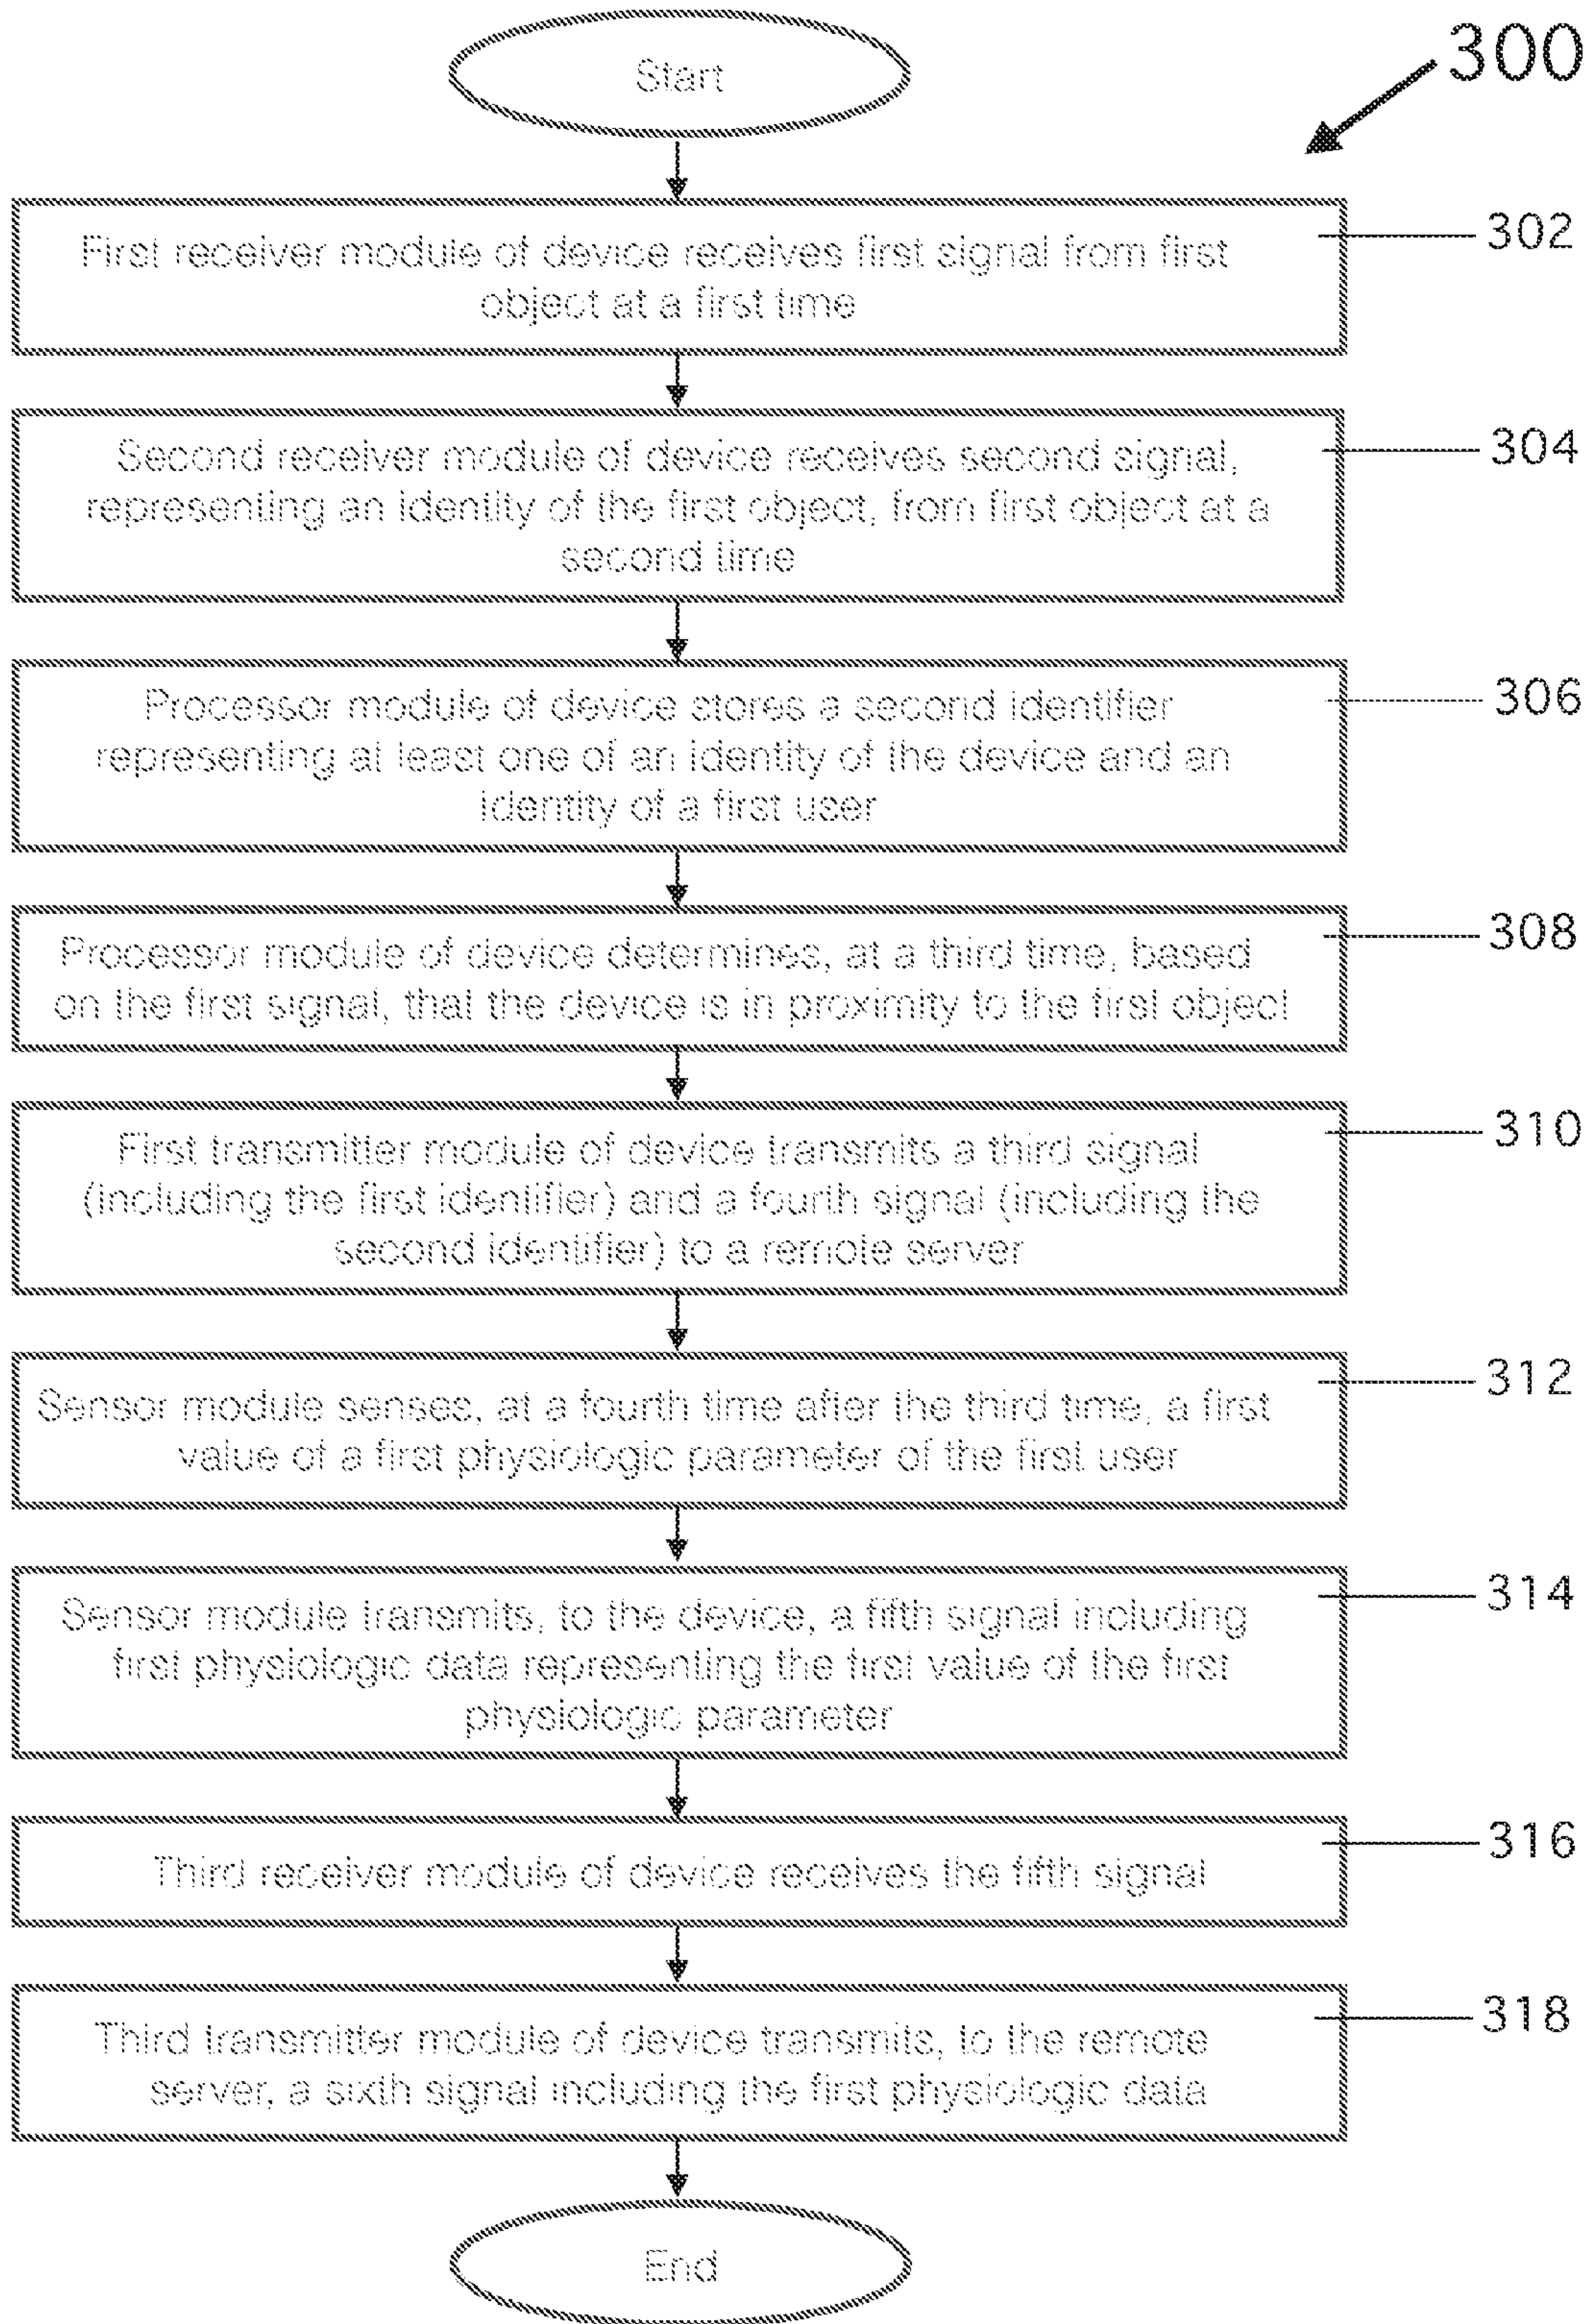 300
Start
First receiver module of device receives first signal from first
object at a first time
302
Second receiver module of device receives second signal,
representing an identity of the first object, from first object at a
second time
304
Processor module of device stores a second identifier
representing at least one of an identity of the device and an
identity of a first user
306
Processor module of device determines, at a third time, based
on the first signal, that the device is in proximity to the first object
308
First transmitter module of device transmits a third signal
(including the first identifier) and a fourth signal (including the
second identifier) to a remote server
310
Sensor module senses, at a fourth time after the third time, a first
value of a first physiologic parameter of the first user
312
Sensor module transmits, to the device, a fifth signal including
first physiologic data representing the first value of the first
physiologic parameter
314
Third receiver module of device receives the fifth signal
316
Third transmitter module of device transmits, to the remote
server, a sixth signal including the first physiologic data
318
End